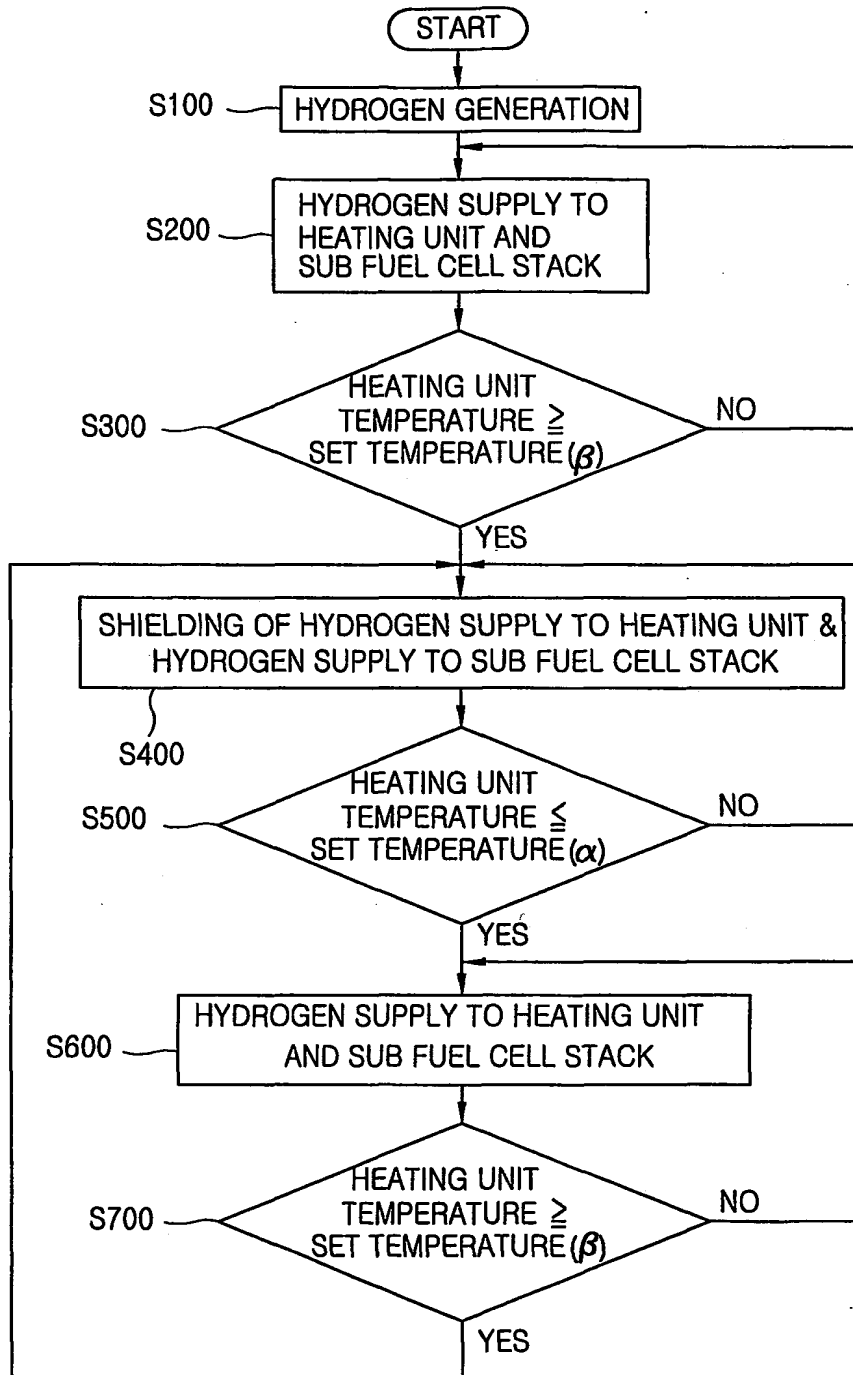 START
S100
HYDROGEN GENERATION
S200
HYDROGEN SUPPLY TO
HEATING UNIT AND
SUB FUEL CELL STACK
S300
HEATING UNIT
TEMPERATURE ≧
SET TEMPERATURE(β)
NO
YES
SHIELDING OF HYDROGEN SUPPLY TO HEATING UNIT &
HYDROGEN SUPPLY TO SUB FUEL CELL STACK
S400
S500
HEATING UNIT
TEMPERATURE ≦
SET TEMPERATURE(α)
NO
YES
S600
HYDROGEN SUPPLY TO HEATING UNIT
AND SUB FUEL CELL STACK
S700
HEATING UNIT
TEMPERATURE ≧
SET TEMPERATURE(β)
NO
YES